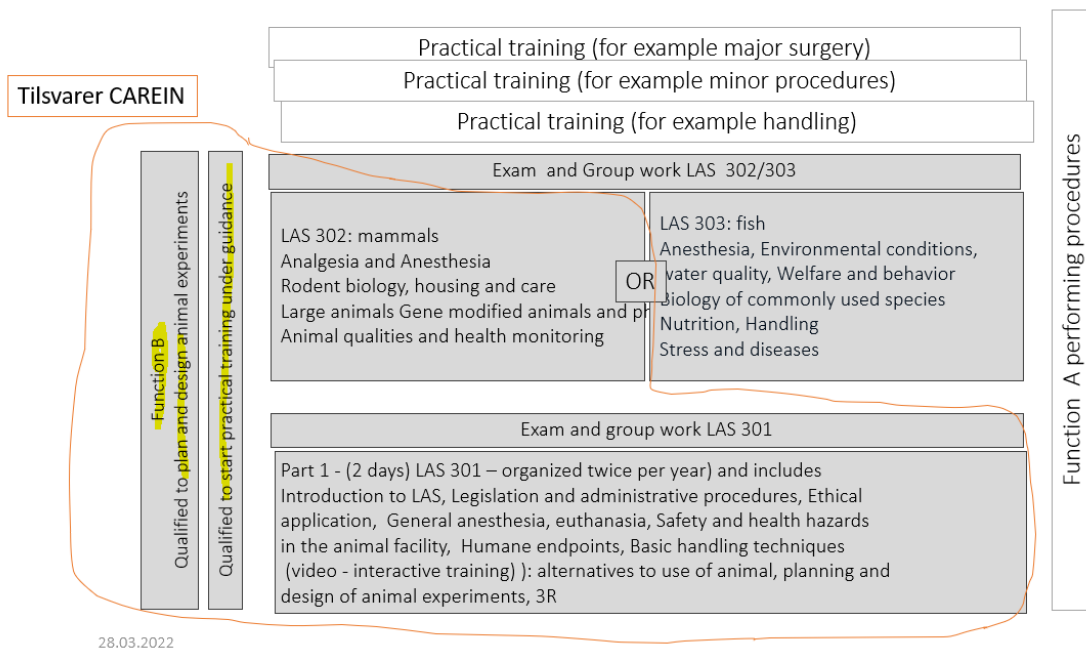 Practical training (for example major surgery)
Practical training (for example minor procedures)
Practical training (for example handling)
Tilsvarer CAREIN
Function B
Qualified to plan and design animal experiments
Qualified to start practical training under guidance
Exam and Group work LAS 302/303
LAS 302: mammals
Analgesia and Anesthesia
Rodent biology, housing and care
Large animals Gene modified animals and ph
Animal qualities and health monitoring
OR
LAS 303: fish
Anesthesia, Environmental conditions,
water quality, Welfare and behavior
Biology of commonly used species
Nutrition, Handling
Stress and diseases
Exam and group work LAS 301
Part 1 - (2 days) LAS 301 – organized twice per year) and includes
Introduction to LAS, Legislation and administrative procedures, Ethical
application, General anesthesia, euthanasia, Safety and health hazards
in the animal facility, Humane endpoints, Basic handling techniques
(video - interactive training) ): alternatives to use of animal, planning and
design of animal experiments, 3R
Function A performing procedures
28.03.2022